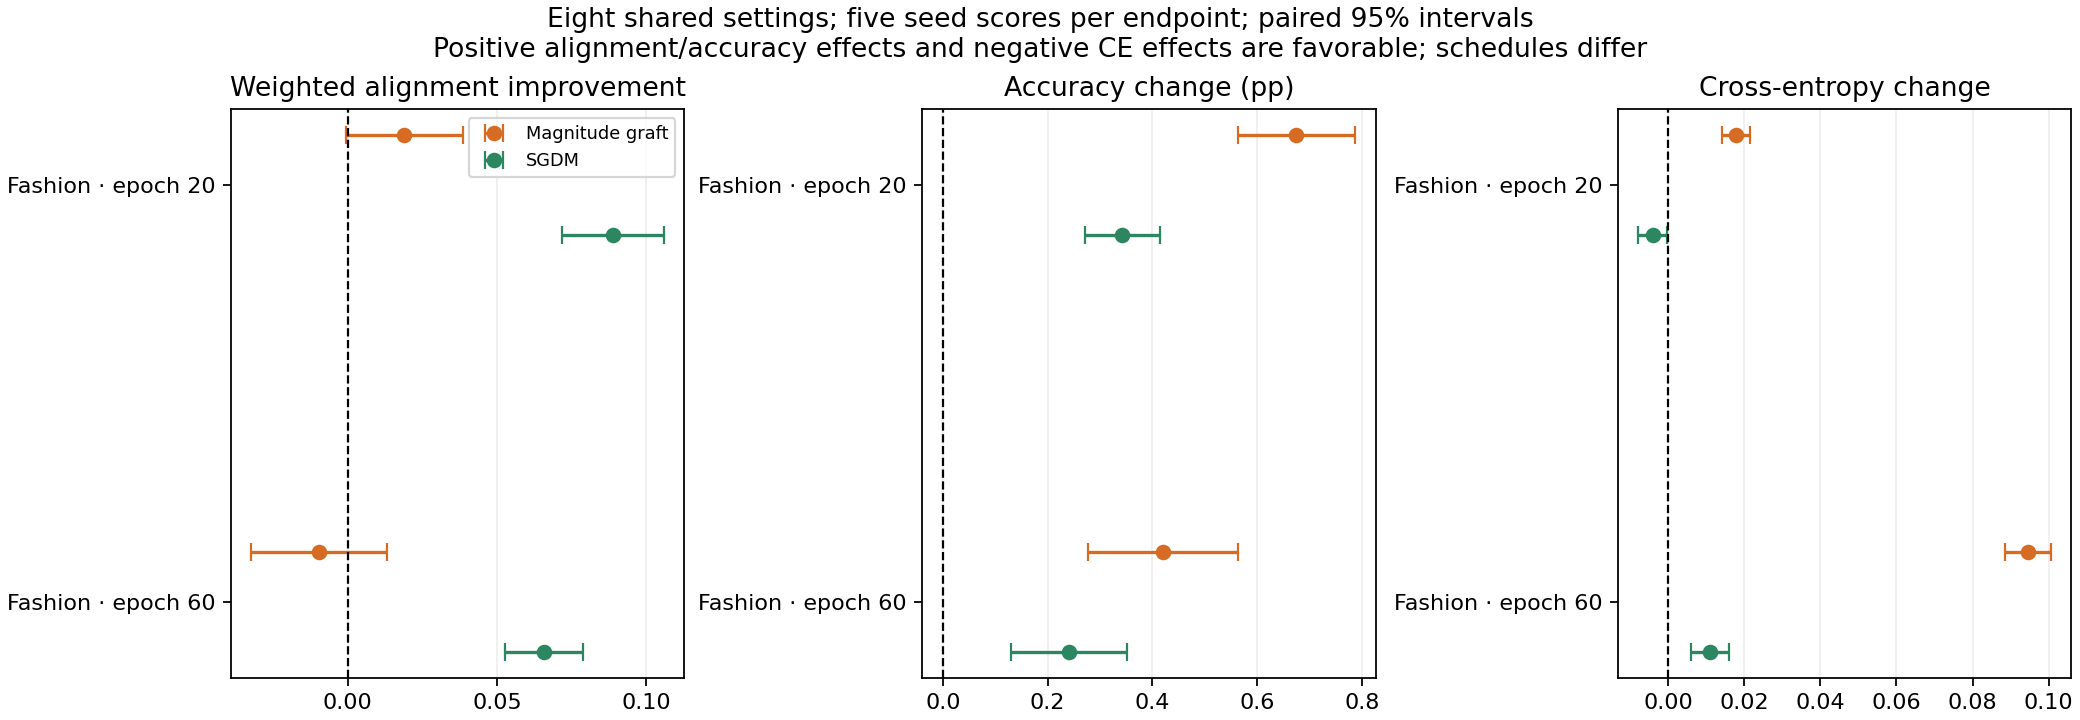 Eight shared settings; five seed scores per endpoint; paired 95% intervals
Positive alignment/accuracy effects and negative CE effects are favorable; schedules differ
Weighted alignment improvement
Magnitude graft
SGDM
Fashion · epoch 20
Fashion · epoch 60
0.00 0.05 0.10
Accuracy change (pp)
Fashion · epoch 20
Fashion · epoch 60
0.0 0.2 0.4 0.6 0.8
Cross-entropy change
Fashion · epoch 20
Fashion · epoch 60
0.00 0.02 0.04 0.06 0.08 0.10